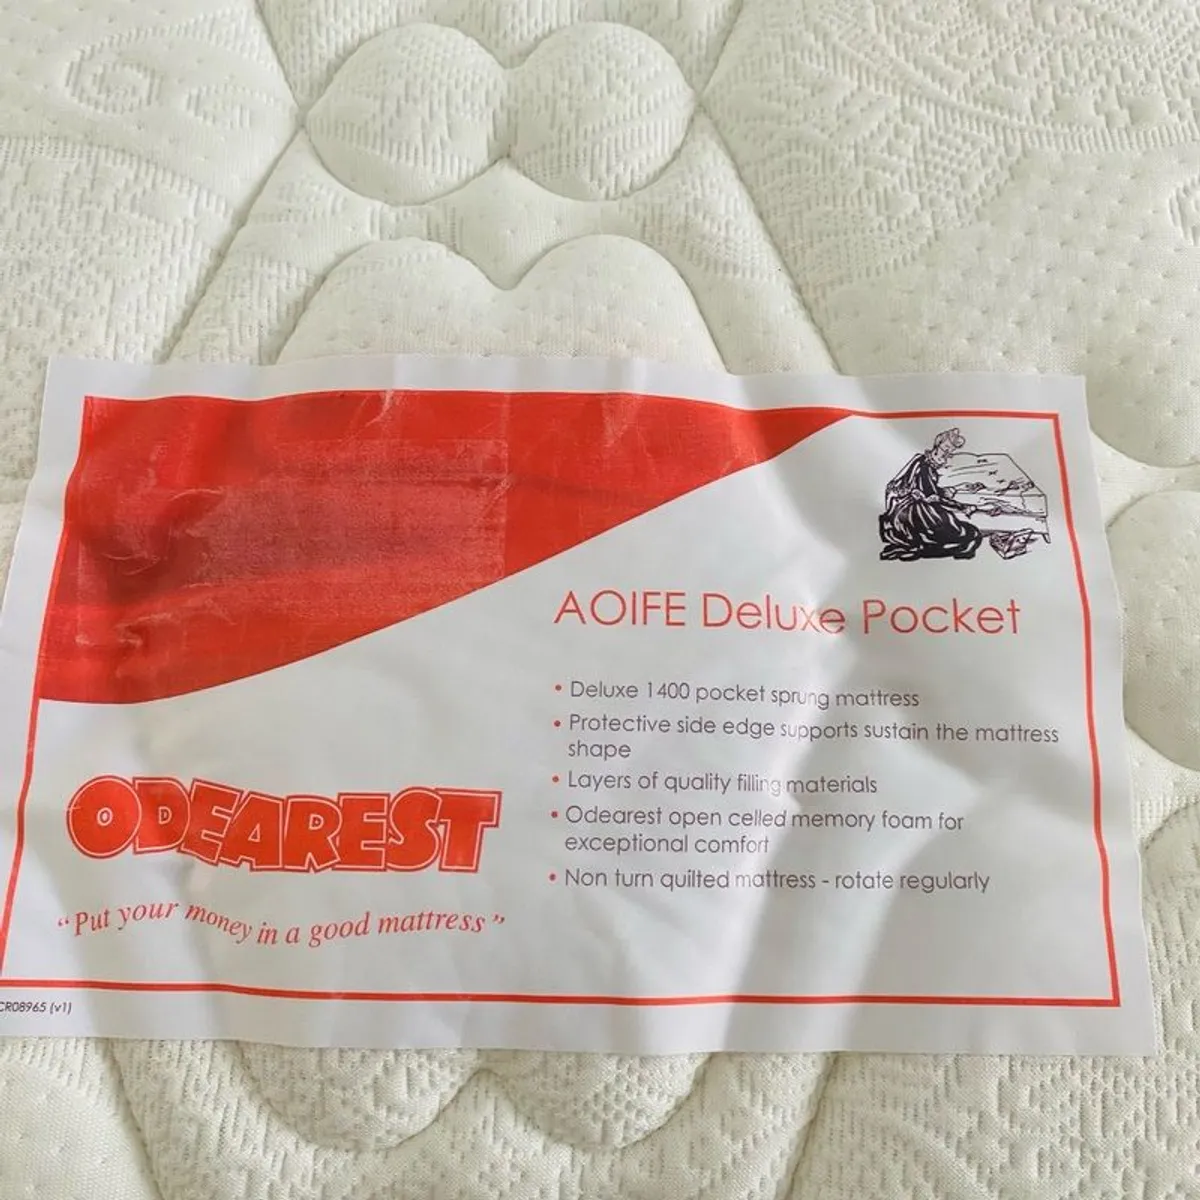 AOIFE Deluxe Pocket
• Deluxe 1400 pocket sprung mattress
• Protective side edge supports sustain the mattress
shape
• Layers of quality filling materials
• Odearest open celled memory foam for
exceptional comfort
• Non turn quilted mattress - rotate regularly
ODEAREST
“Put your money in a good mattress”
CR08965 (v1)